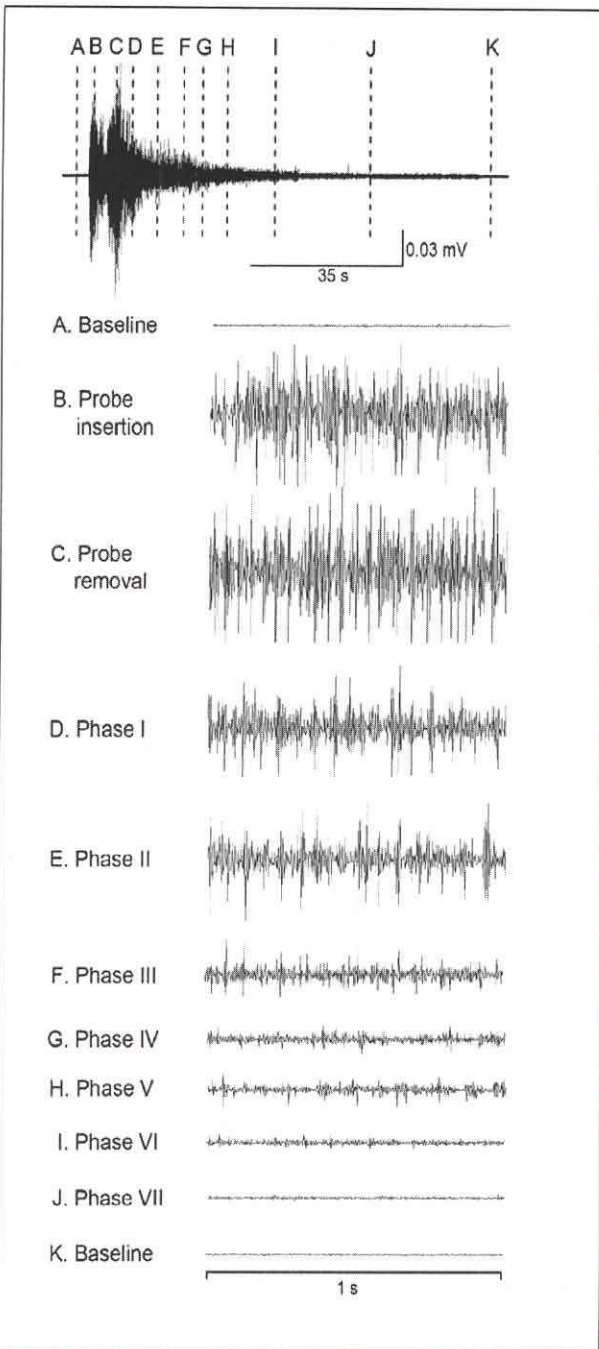 A B C D E F G H I J K
0.03 mV
35 s
A. Baseline
B. Probe
insertion
C. Probe
removal
D. Phase I
E. Phase II
F. Phase III
G. Phase IV
H. Phase V
I. Phase VI
J. Phase VII
K. Baseline
1 s